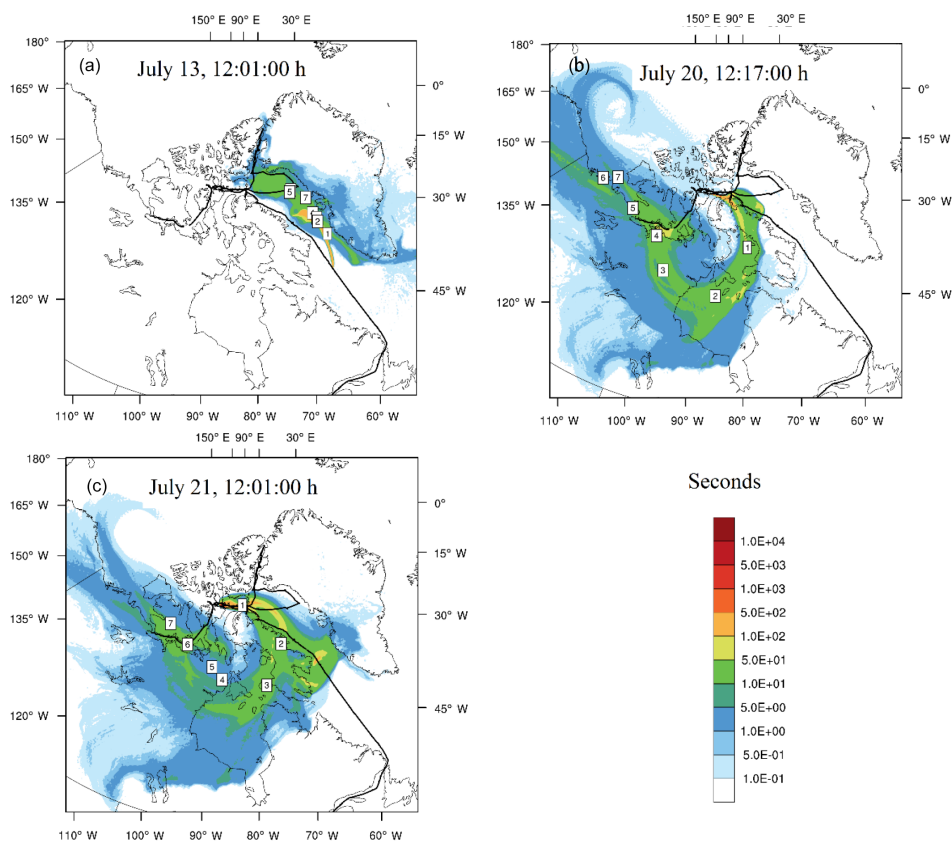 150° E 90° E 30° E
180°
(a) July 13, 12:01:00 h
165° W
150° W
135° W
120° W
0°
15° W
30° W
45° W
5
7
2
1
110° W 100° W 90° W 80° W 70° W 60° W
150° E 90° E 30° E
180°
(b) July 20, 12:17:00 h
165° W
150° W
135° W
120° W
0°
15° W
30° W
45° W
6 7
5
4
3
1
2
110° W 100° W 90° W 80° W 70° W 60° W
150° E 90° E 30° E
180°
(c) July 21, 12:01:00 h
165° W
150° W
135° W
120° W
0°
15° W
30° W
45° W
1
7
6
2
5
4
3
110° W 100° W 90° W 80° W 70° W 60° W
Seconds
1.0E+04
5.0E+03
1.0E+03
5.0E+02
1.0E+02
5.0E+01
1.0E+01
5.0E+00
1.0E+00
5.0E-01
1.0E-01